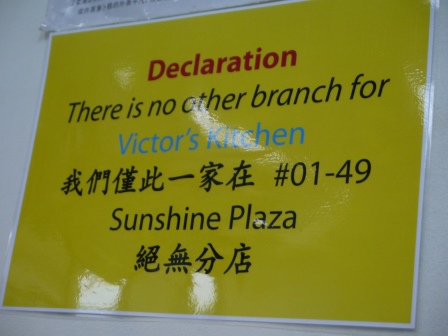 Declaration
There is no other branch for
Victor's Kitchen
我們僅此一家在 #01-49
Sunshine Plaza
絕無分店